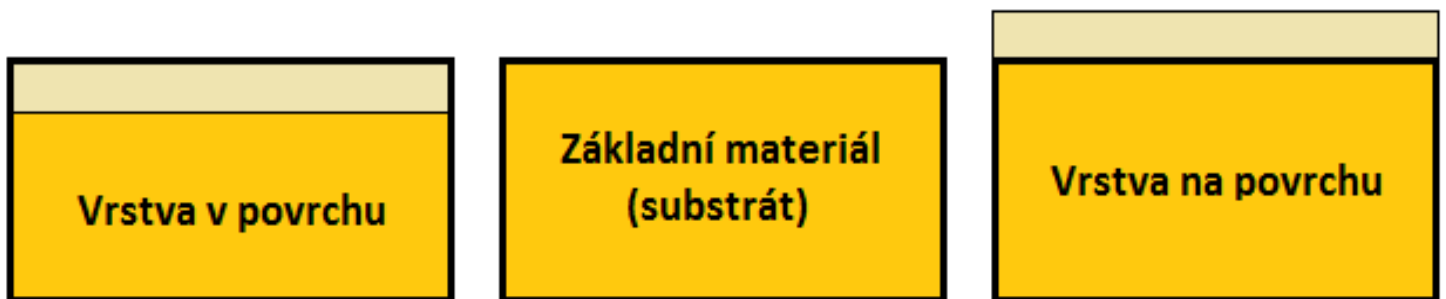 Vrstva v povrchu
Základní materiál
(substrát)
Vrstva na povrchu